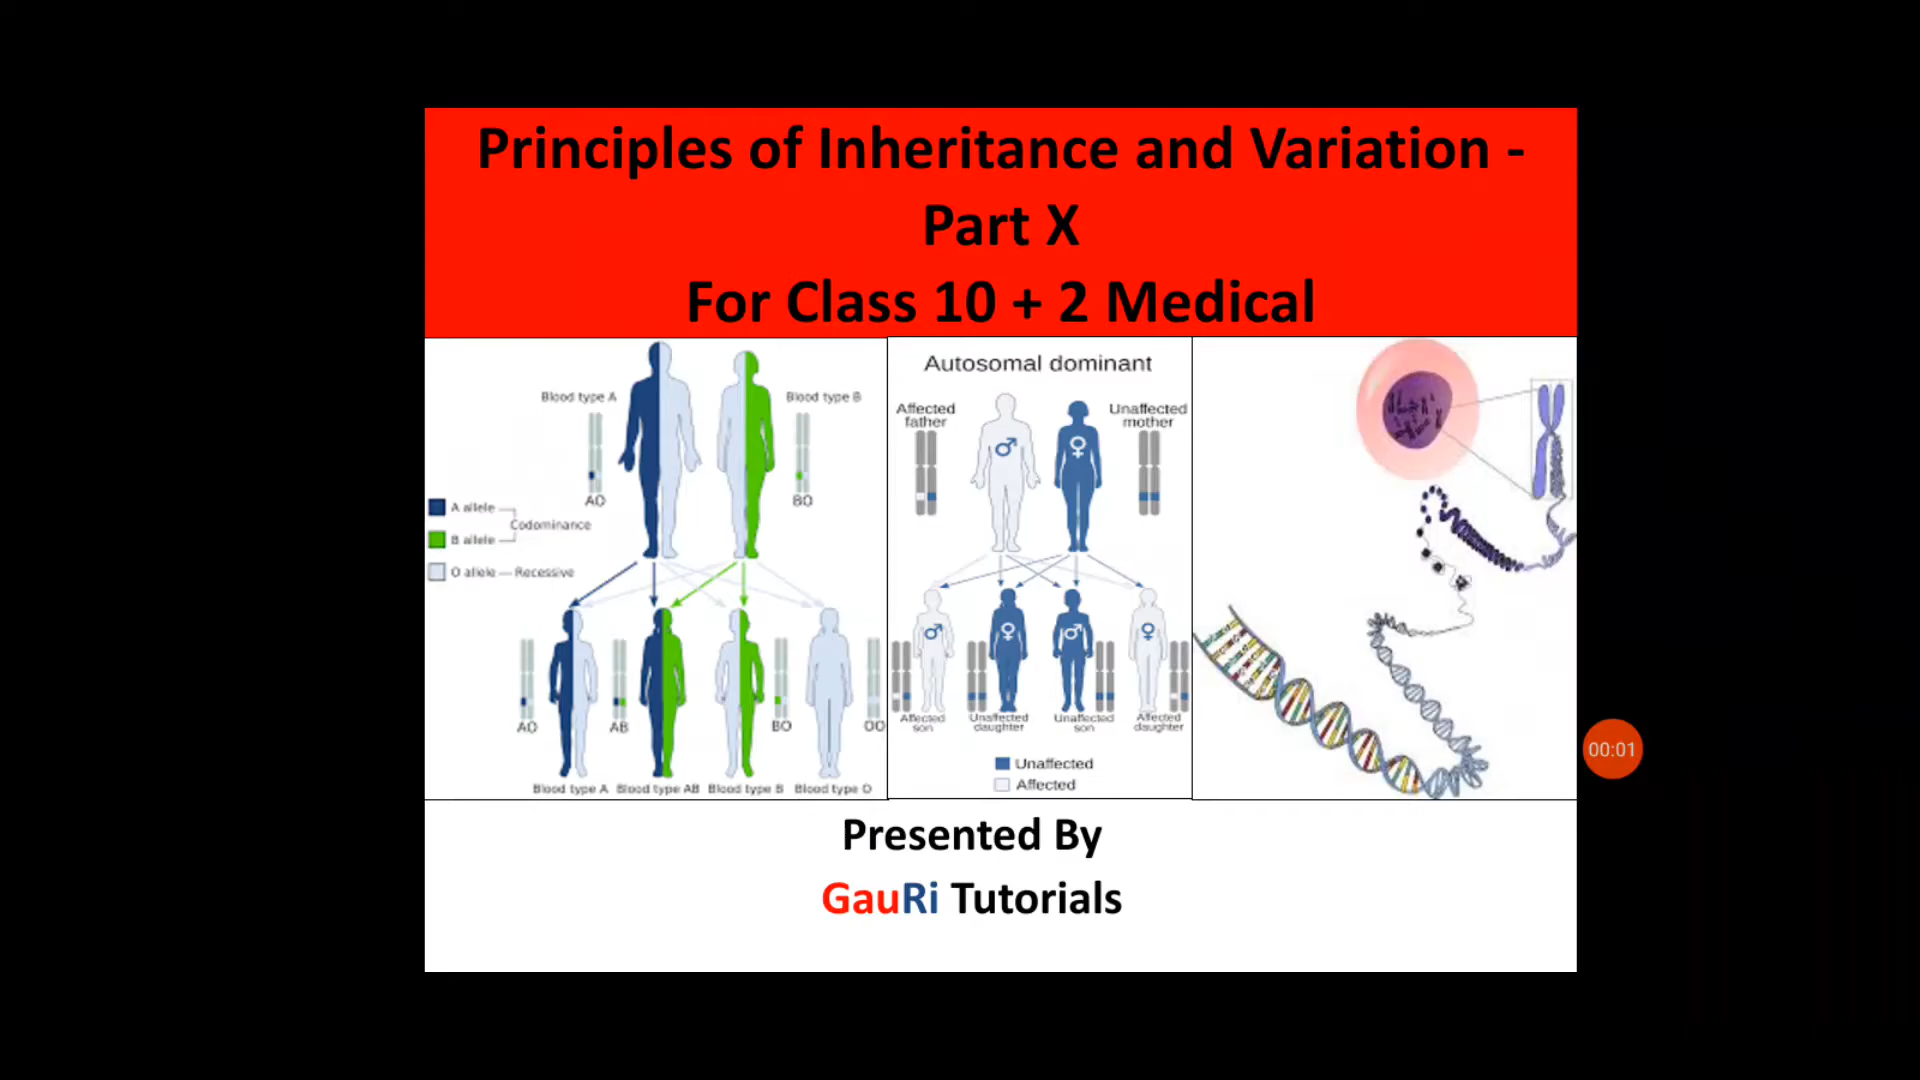 Principles of Inheritance and Variation -
Part X
For Class 10 + 2 Medical
Blood type A
Blood type B
AO
BO
A allele
Codominance
B allele
O allele — Recessive
AO
AB
BO
OO
Blood type A Blood type AB Blood type B Blood type O
Autosomal dominant
Affected
father
Unaffected
mother
Affected
son
Unaffected
daughter
Unaffected
son
Affected
daughter
Unaffected
Affected
00:01
Presented By
GauRi Tutorials